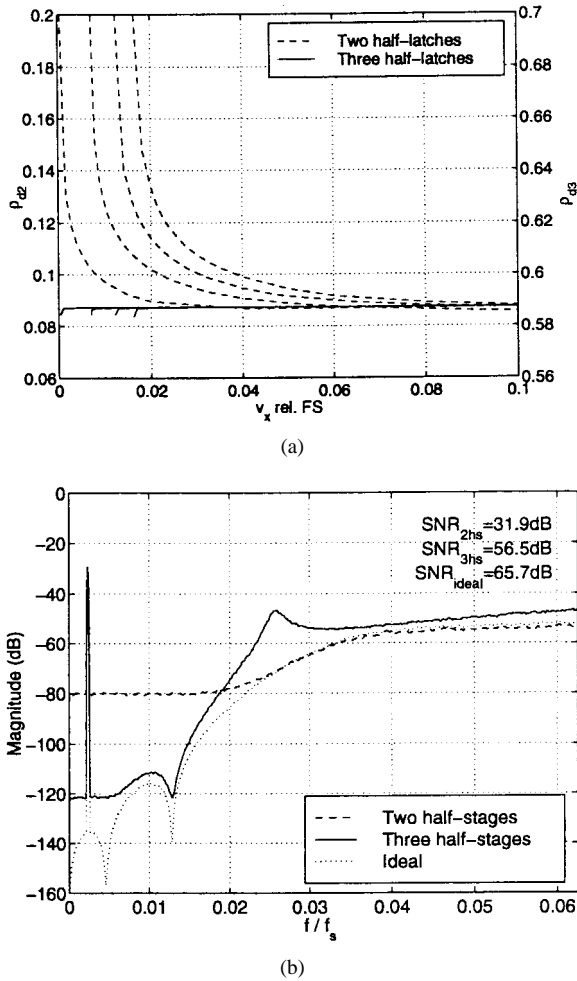 0.2
0.18
0.16
0.14
0.12
0.1
0.08
0.06
ρd2
0.7
0.68
0.66
0.64
0.62
0.6
0.58
0.56
ρd3
Two half-latches
Three half-latches
0 0.02 0.04 0.06 0.08 0.1
vx rel. FS
(a)
0
-20
-40
-60
-80
-100
-120
-140
-160
Magnitude (dB)
SNR2hs=31.9dB
SNR3hs=56.5dB
SNRideal=65.7dB
Two half-stages
Three half-stages
Ideal
0 0.01 0.02 0.03 0.04 0.05 0.06
f / fs
(b)